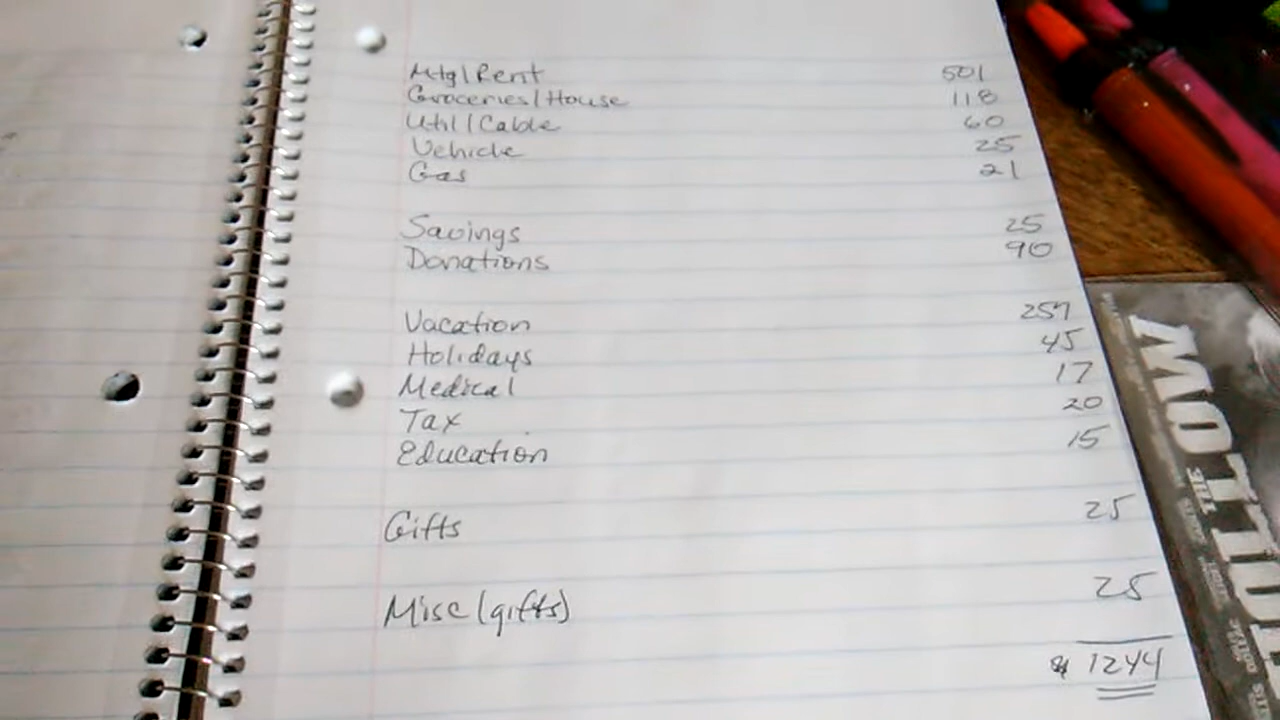 Mtg/Rent 501
Groceries/House 118
Util/Cable 60
Vehicle 25
Gas 21
Savings 25
Donations 90
Vacation 257
Holidays 45
Medical 17
Tax 20
Education 15
Gifts 25
Misc (gifts) 25
$ 1244